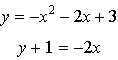 y = −x² − 2x + 3
y + 1 = −2x